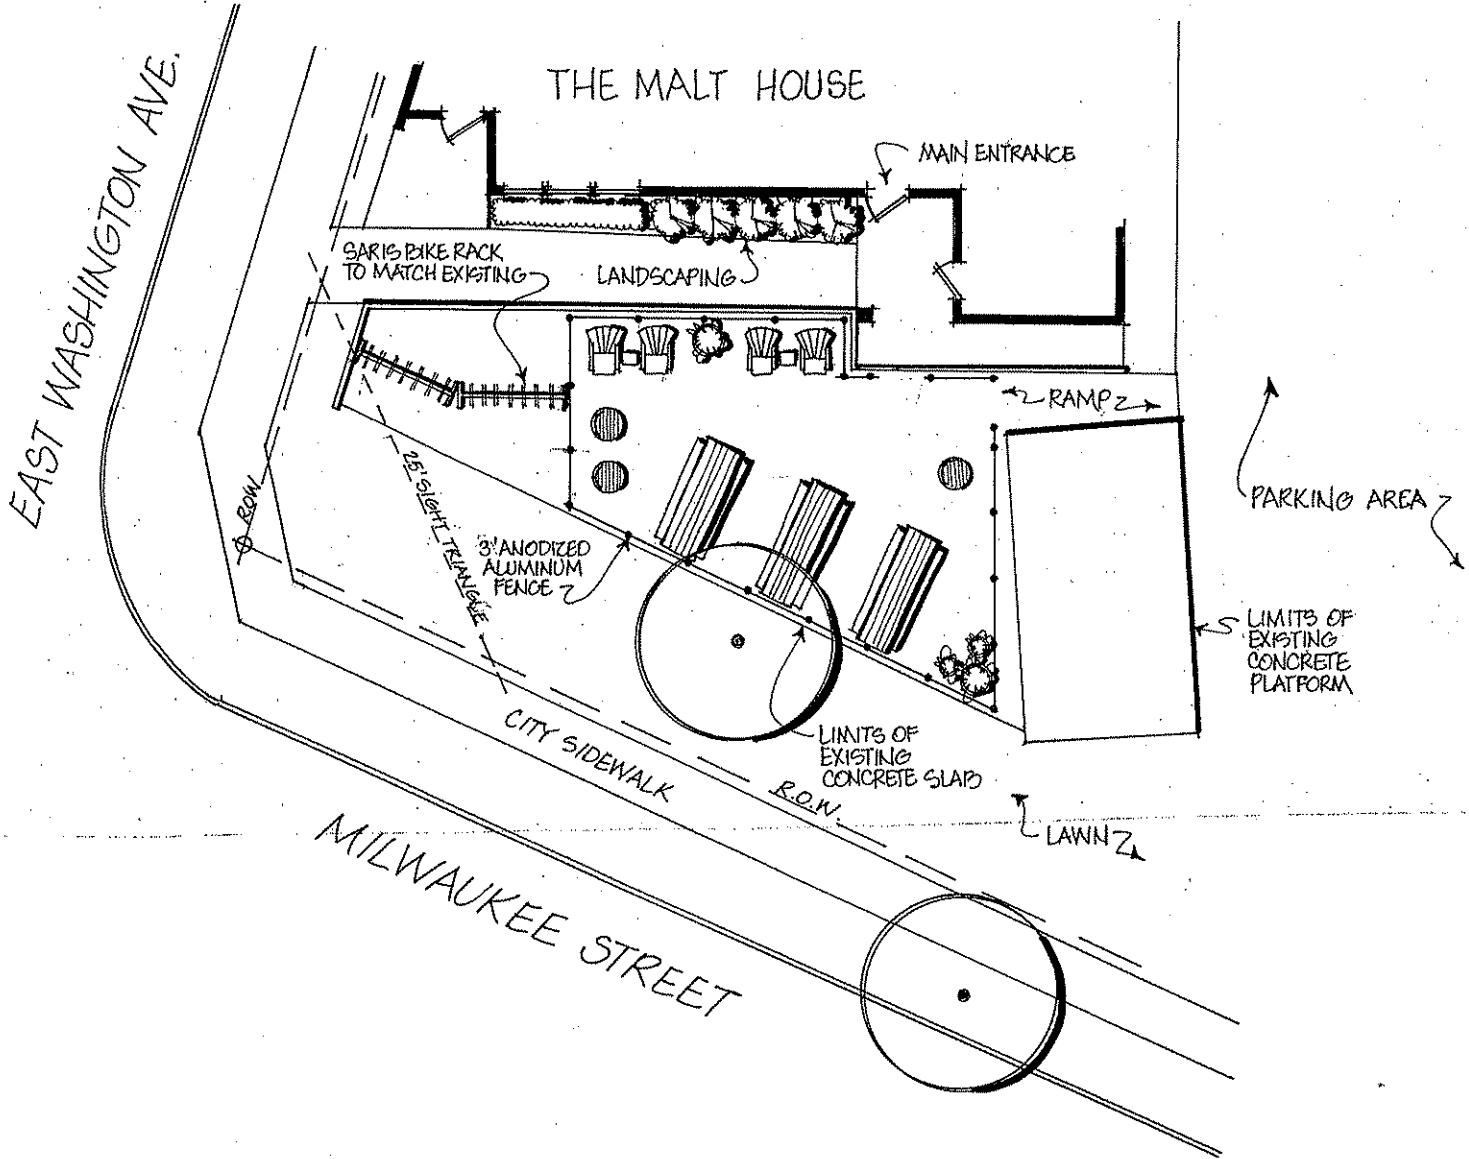 THE MALT HOUSE
EAST WASHINGTON AVE.
MAIN ENTRANCE
SARIS BIKE RACK
TO MATCH EXISTING
LANDSCAPING
RAMP
PARKING AREA
ROW
25' SIGHT TRIANGLE
3' ANODIZED
ALUMINUM
FENCE
LIMITS OF
EXISTING
CONCRETE
PLATFORM
CITY SIDEWALK
LIMITS OF
EXISTING
CONCRETE SLAB
R.O.W.
LAWN
MILWAUKEE STREET